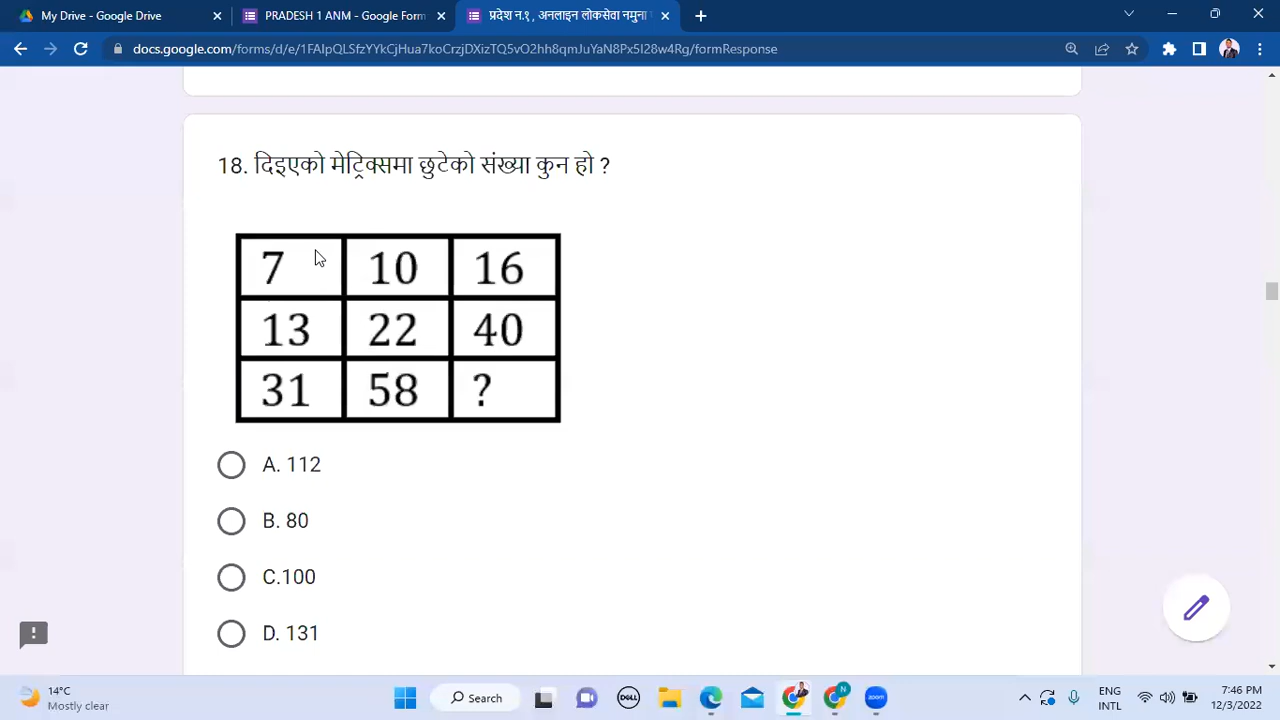 My Drive - Google Drive
PRADESH 1 ANM - Google Form
प्रदेश न.१ , अनलाइन लोकसेवा नमुना
docs.google.com/forms/d/e/1FAIpQLSfzYYkCjHua7koCrzjDXizTQ5vO2hh8qmJuYaN8Px5I28w4Rg/formResponse
18. दिइएको मेट्रिक्समा छुटेको संख्या कुन हो ?
7 10 16
13 22 40
31 58 ?
A. 112
B. 80
C.100
D. 131
14°C
Mostly clear
Search
DELL
zoom
N
ENG
INTL
7:46 PM
12/3/2022